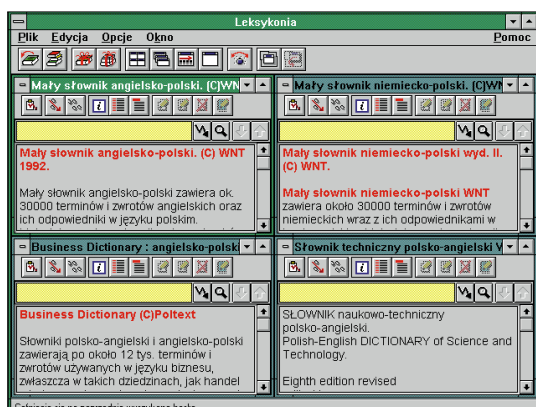 Leksykonia
Plik Edycja Opcje Okno Pomoc
Mały słownik angielsko-polski. (C)WN
Mały słownik angielsko-polski. (C) WNT
1992.
Mały słownik angielsko-polski zawiera ok.
30000 terminów i zwrotów angielskich oraz
ich odpowiedniki w języku polskim.
Mały słownik niemiecko-polski. (C)WN
Mały słownik niemiecko-polski wyd. II.
(C) WNT.
Mały słownik niemiecko-polski WNT
zawiera około 30000 terminów i zwrotów
niemieckich wraz z ich odpowiednikami w
Business Dictionary : angielsko-polski
Business Dictionary (C)Poltext
Słowniki polsko-angielski i angielsko-polski
zawierają po około 12 tys. terminów i
zwrotów używanych w języku biznesu,
zwłaszcza w takich dziedzinach, jak handel
Słownik techniczny polsko-angielski V
SŁOWNIK naukowo-techniczny
polsko-angielski.
Polish-English DICTIONARY of Science and
Technology.
Eighth edition revised